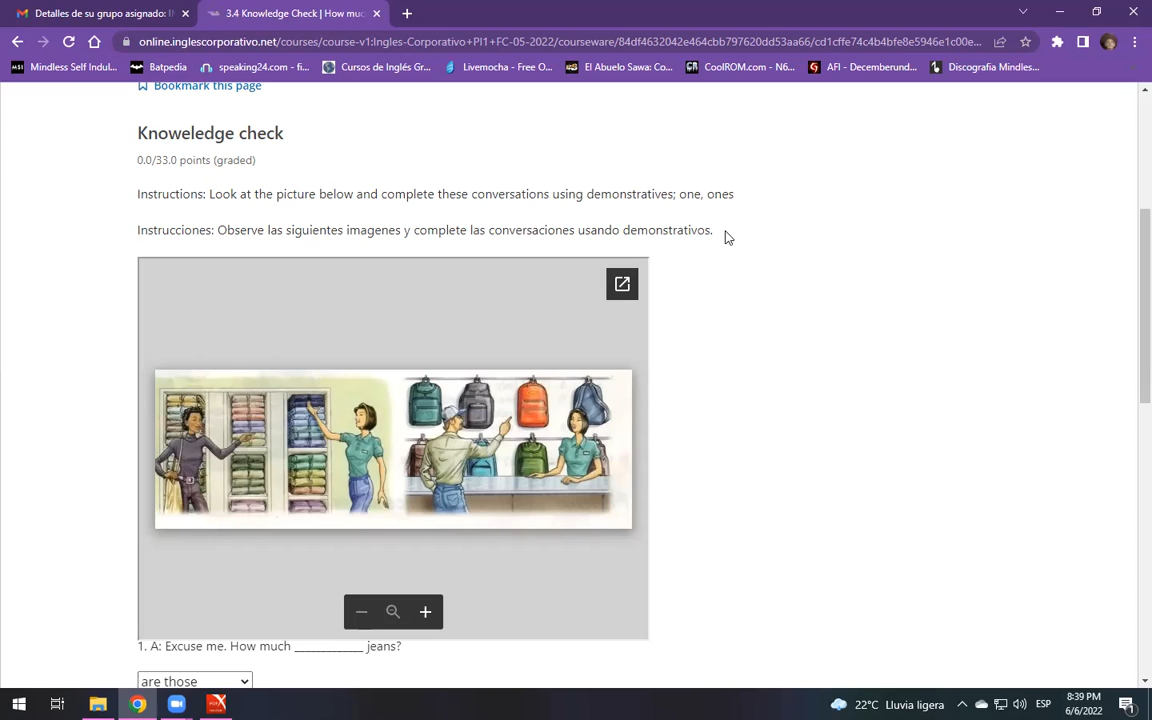 Detalles de su grupo asignado: I
3.4 Knowledge Check | How muc
online.inglescorporativo.net/courses/course-v1:Ingles-Corporativo+PI1+FC-05-2022/courseware/84df4632042e464cbb797620dd53aa66/cd1cffe74c4b4bfe8e5946e1c00e...
Mindless Self Indul...
Batpedia
speaking24.com - fi...
Cursos de Inglés Gr...
Livemocha - Free O...
El Abuelo Sawa: Co...
CoolROM.com - N6...
AFI - Decemberund...
Discografia Mindles...
Bookmark this page
Knoweledge check
0.0/33.0 points (graded)
Instructions: Look at the picture below and complete these conversations using demonstratives; one, ones
Instrucciones: Observe las siguientes imagenes y complete las conversaciones usando demonstrativos.
1. A: Excuse me. How much ____________ jeans?
are those
22°C Lluvia ligera
ESP
8:39 PM
6/6/2022
1